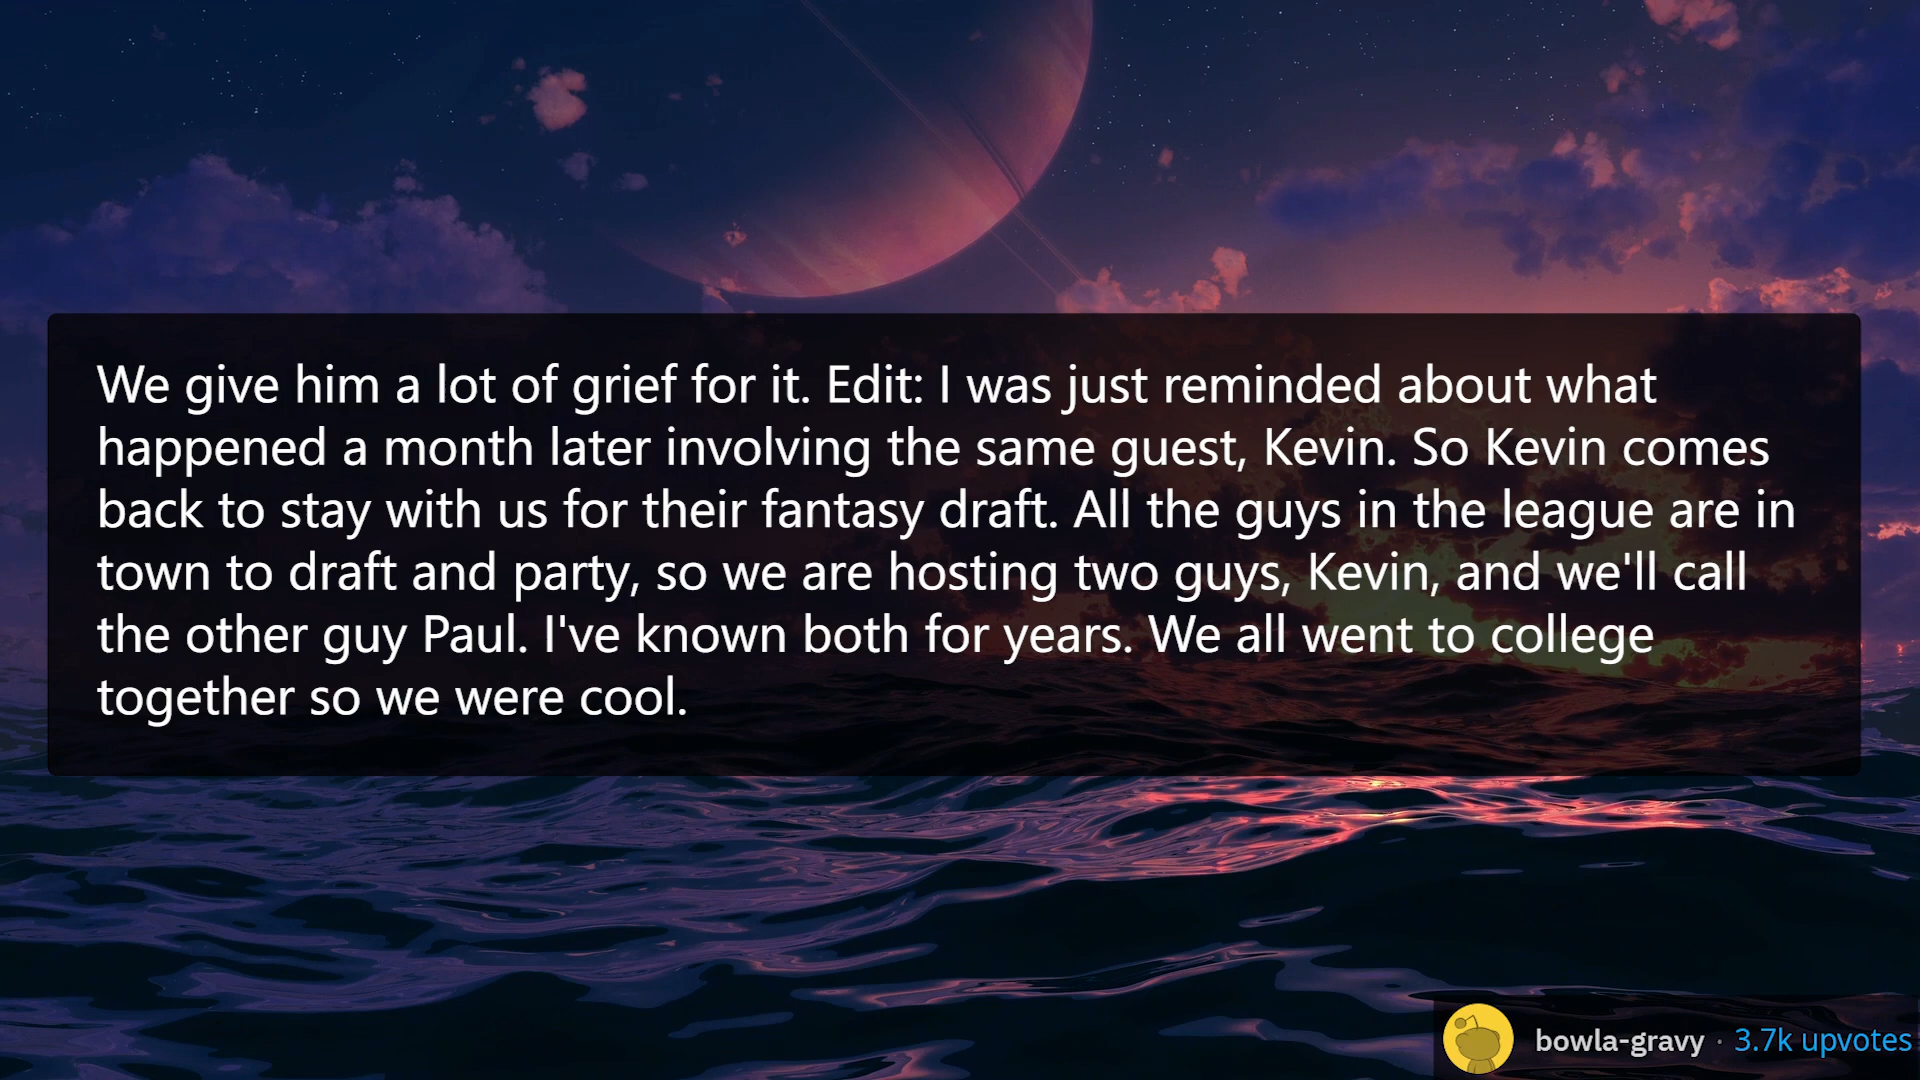 We give him a lot of grief for it. Edit: I was just reminded about what
happened a month later involving the same guest, Kevin. So Kevin comes
back to stay with us for their fantasy draft. All the guys in the league are in
town to draft and party, so we are hosting two guys, Kevin, and we'll call
the other guy Paul. I've known both for years. We all went to college
together so we were cool.
bowla-gravy · 3.7k upvotes